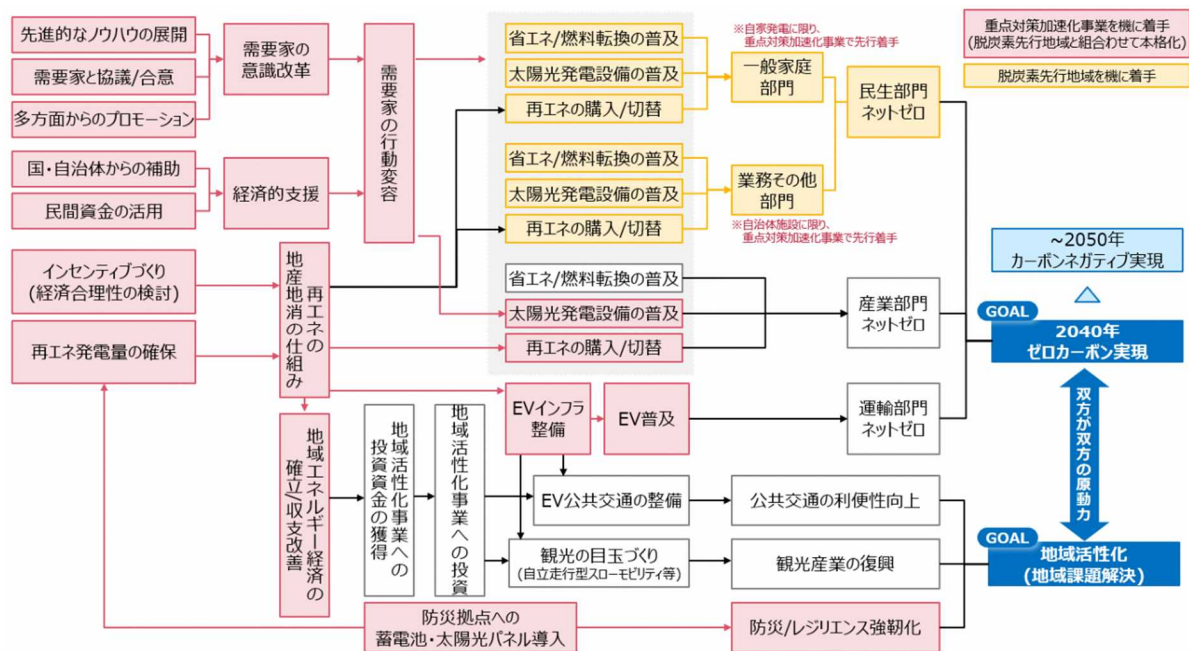 先進的なノウハウの展開
需要家と協議/合意
多方面からのプロモーション
需要家の
意識改革
国・自治体からの補助
民間資金の活用
経済的支援
需要家の行動変容
インセンティブづくり
(経済合理性の検討)
再エネ発電量の確保
再エネの
地産地消の仕組み
地域エネルギー経済の
確立/収支改善
地域活性化事業への
投資資金の獲得
地域活性化事業への投資
省エネ/燃料転換の普及
太陽光発電設備の普及
再エネの購入/切替
※自家発電に限り、
重点対策加速化事業で先行着手
一般家庭
部門
省エネ/燃料転換の普及
太陽光発電設備の普及
再エネの購入/切替
業務その他
部門
※自治体施設に限り、
重点対策加速化事業で先行着手
民生部門
ネットゼロ
省エネ/燃料転換の普及
太陽光発電設備の普及
再エネの購入/切替
産業部門
ネットゼロ
EVインフラ
整備
EV普及
運輸部門
ネットゼロ
EV公共交通の整備
公共交通の利便性向上
観光の目玉づくり
(自立走行型スローモビリティ等)
観光産業の復興
防災拠点への
蓄電池・太陽光パネル導入
防災/レジリエンス強靭化
重点対策加速化事業を機に着手
(脱炭素先行地域と組合わせて本格化)
脱炭素先行地域を機に着手
~2050年
カーボンネガティブ実現
GOAL
2040年
ゼロカーボン実現
双方が双方の原動力
GOAL
地域活性化
(地域課題解決)